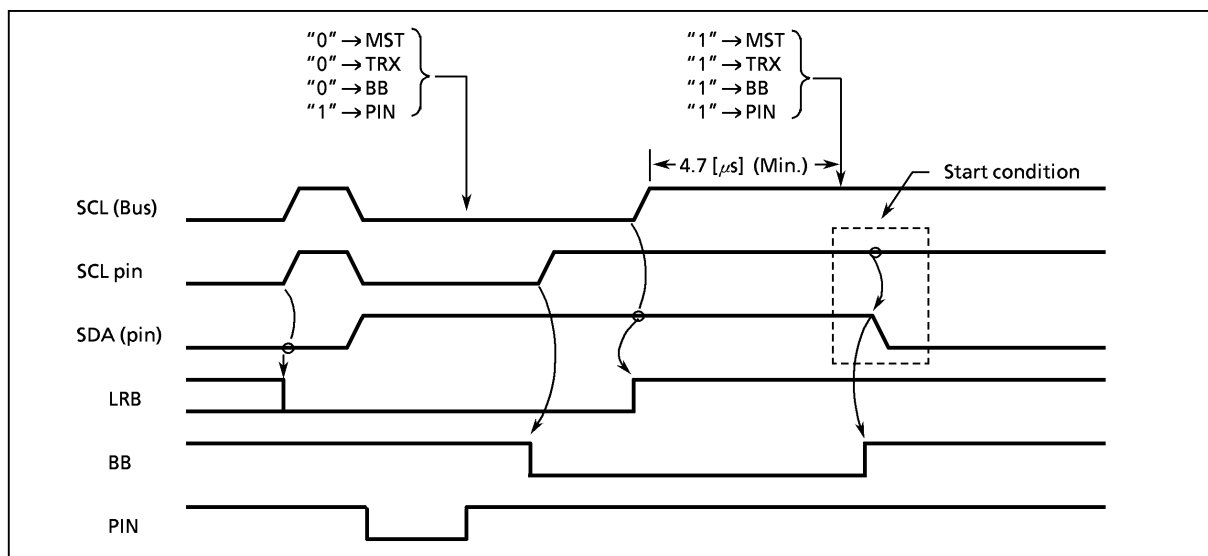 “0” → MST
“0” → TRX
“0” → BB
“1” → PIN
“1” → MST
“1” → TRX
“1” → BB
“1” → PIN
4.7 [μs] (Min.)
Start condition
SCL (Bus)
SCL pin
SDA (pin)
LRB
BB
PIN